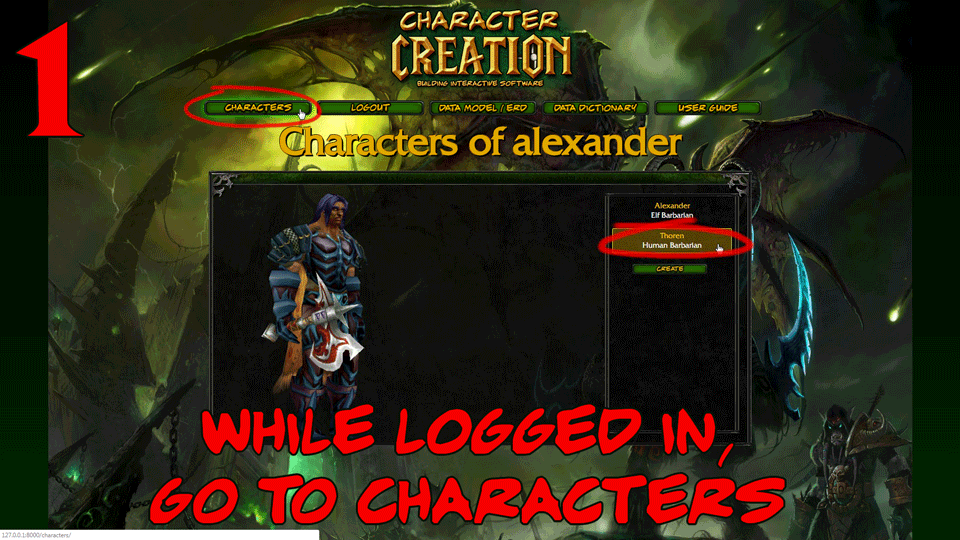 1
CHARACTER
CREATION
BUILDING INTERACTIVE SOFTWARE
CHARACTERS LOGOUT DATA MODEL / ERD DATA DICTIONARY USER GUIDE
Characters of alexander
Alexander
Elf Barbarian
Thoren
Human Barbarian
CREATE
WHILE LOGGED IN,
GO TO CHARACTERS
127.0.0.1:8000/characters/